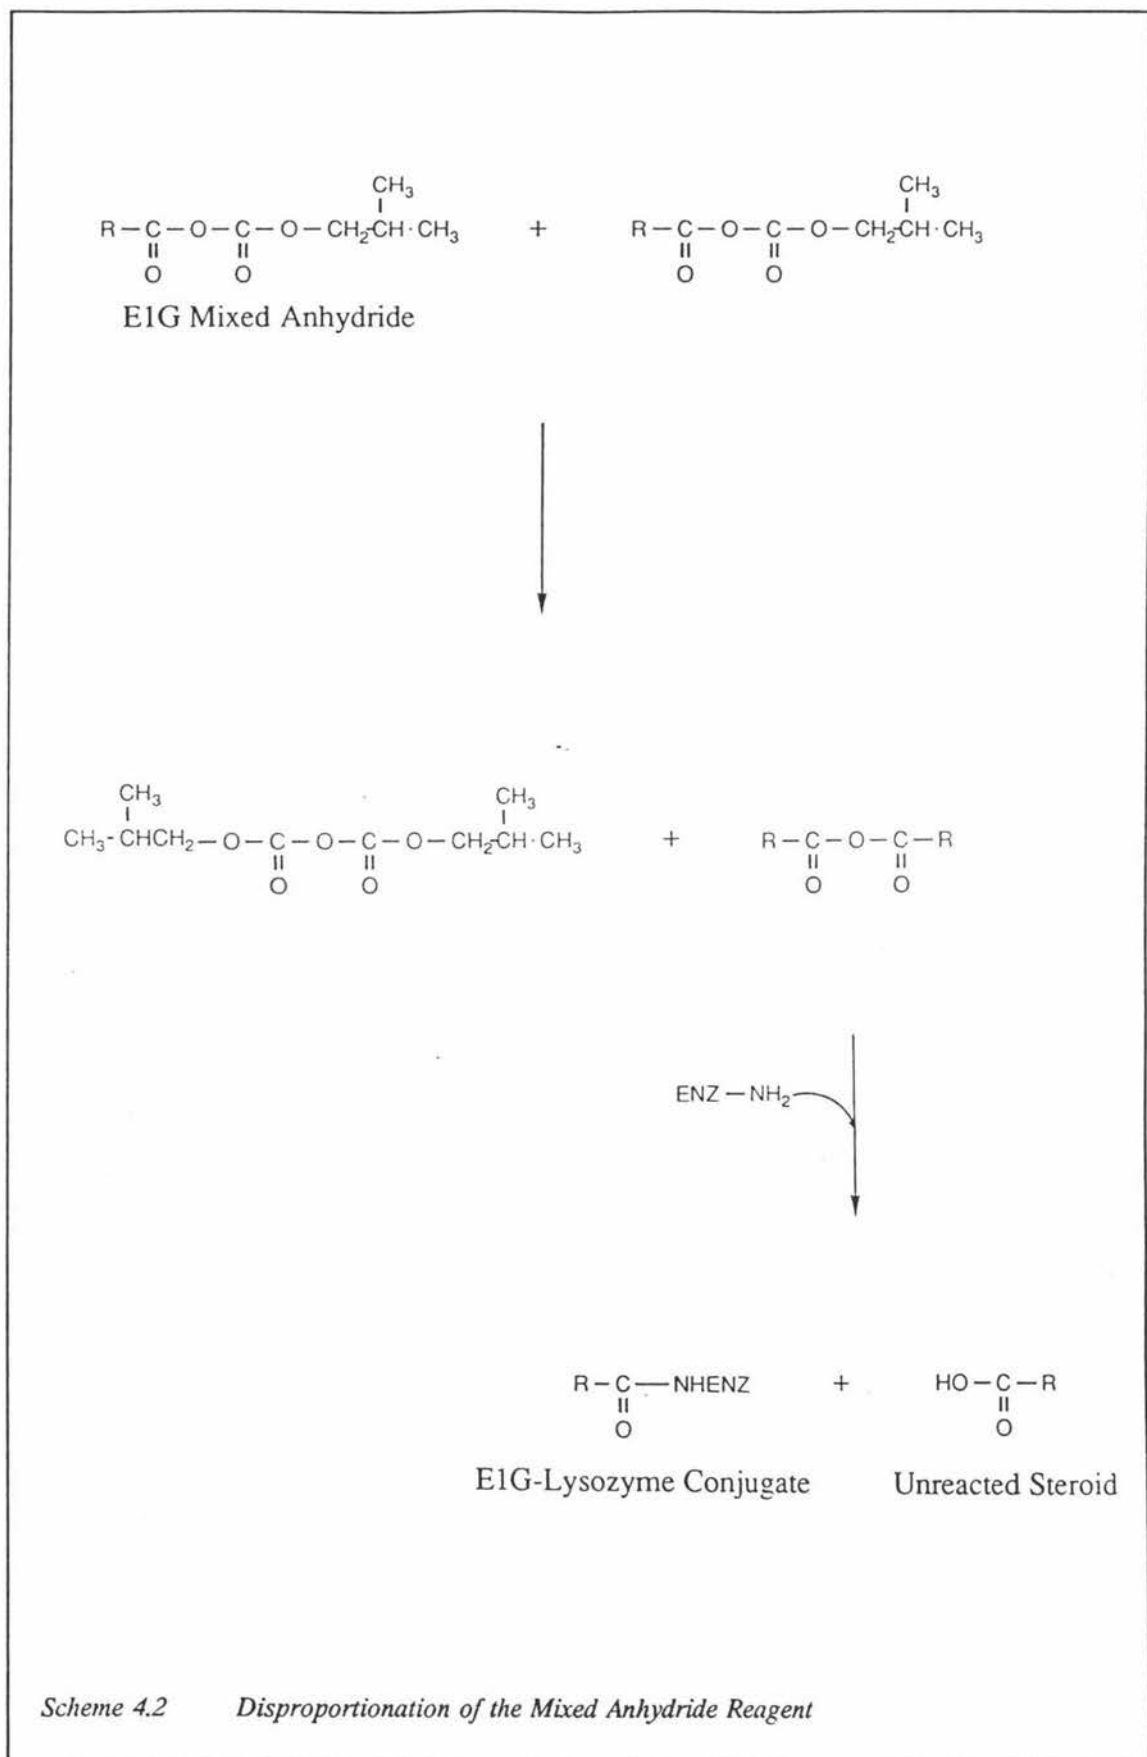 CH₃ CH₃
R–C–O–C–O–CH₂CH·CH₃ + R–C–O–C–O–CH₂CH·CH₃
O O O O
E1G Mixed Anhydride
CH₃ CH₃
CH₃-CHCH₂–O–C–O–C–O–CH₂CH·CH₃ + R–C–O–C–R
O O O O
ENZ–NH₂
R–C—NHENZ + HO–C–R
O O
E1G-Lysozyme Conjugate Unreacted Steroid
Scheme 4.2 Disproportionation of the Mixed Anhydride Reagent